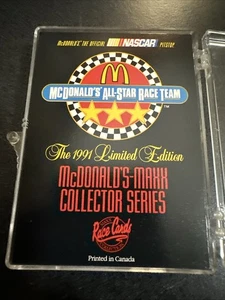 McDONALD'S® THE OFFICIAL NASCAR PITSTOP
McDONALD'S® ALL-STAR RACE TEAM
The 1991 Limited Edition
McDONALD'S-MAXX
COLLECTOR SERIES
Race Cards
Printed in Canada